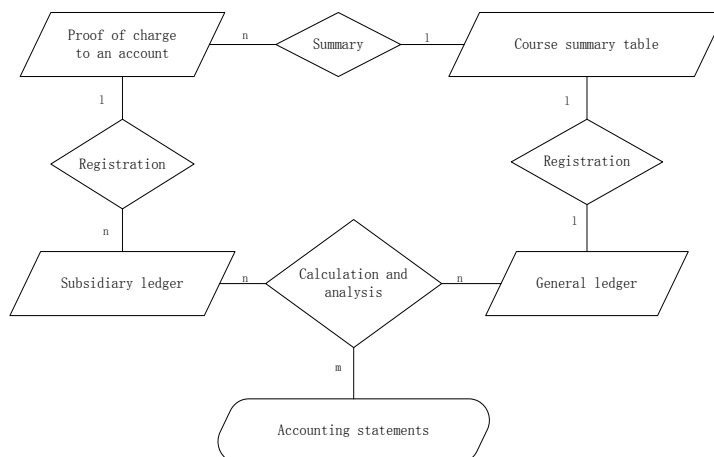 Proof of charge
to an account
n
Summary
1
Course summary table
1
1
Registration
Registration
n
1
Subsidiary ledger
n
Calculation and
analysis
n
General ledger
m
Accounting statements